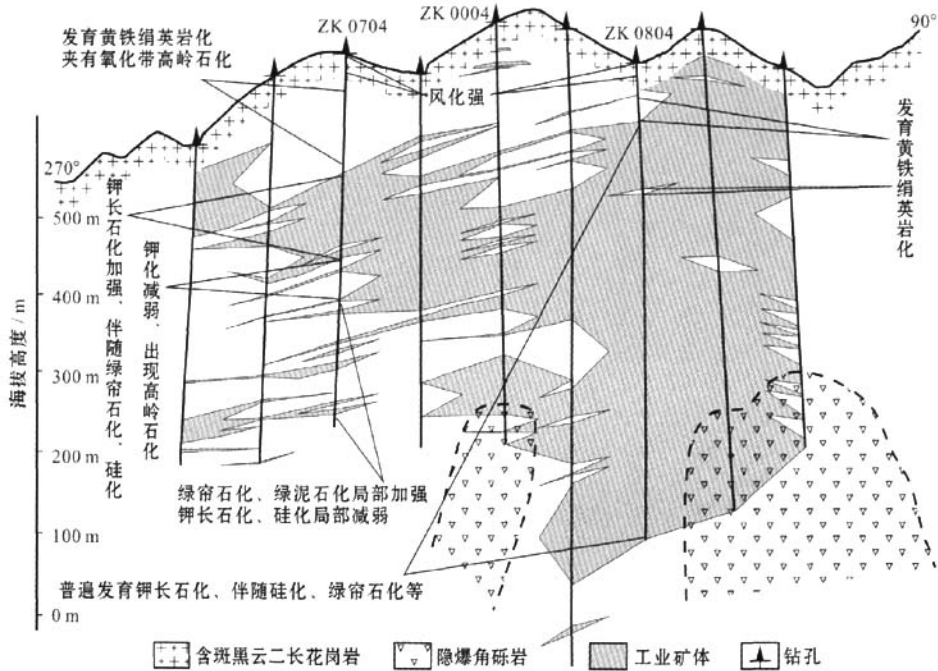 ZK 0004
ZK 0704
ZK 0804
90°
发育黄铁绢英岩化
夹有氧化带高岭石化
风化强
发育黄铁绢英岩化
270°
钾长石化加强、伴随绿帘石化、硅化
钾化减弱、出现高岭石化
海拔高度/m
500 m
400 m
300 m
200 m
100 m
0 m
绿帘石化、绿泥石化局部加强
钾长石化、硅化局部减弱
普遍发育钾长石化、伴随硅化、绿帘石化等
含斑黑云二长花岗岩
隐爆角砾岩
工业矿体
钻孔